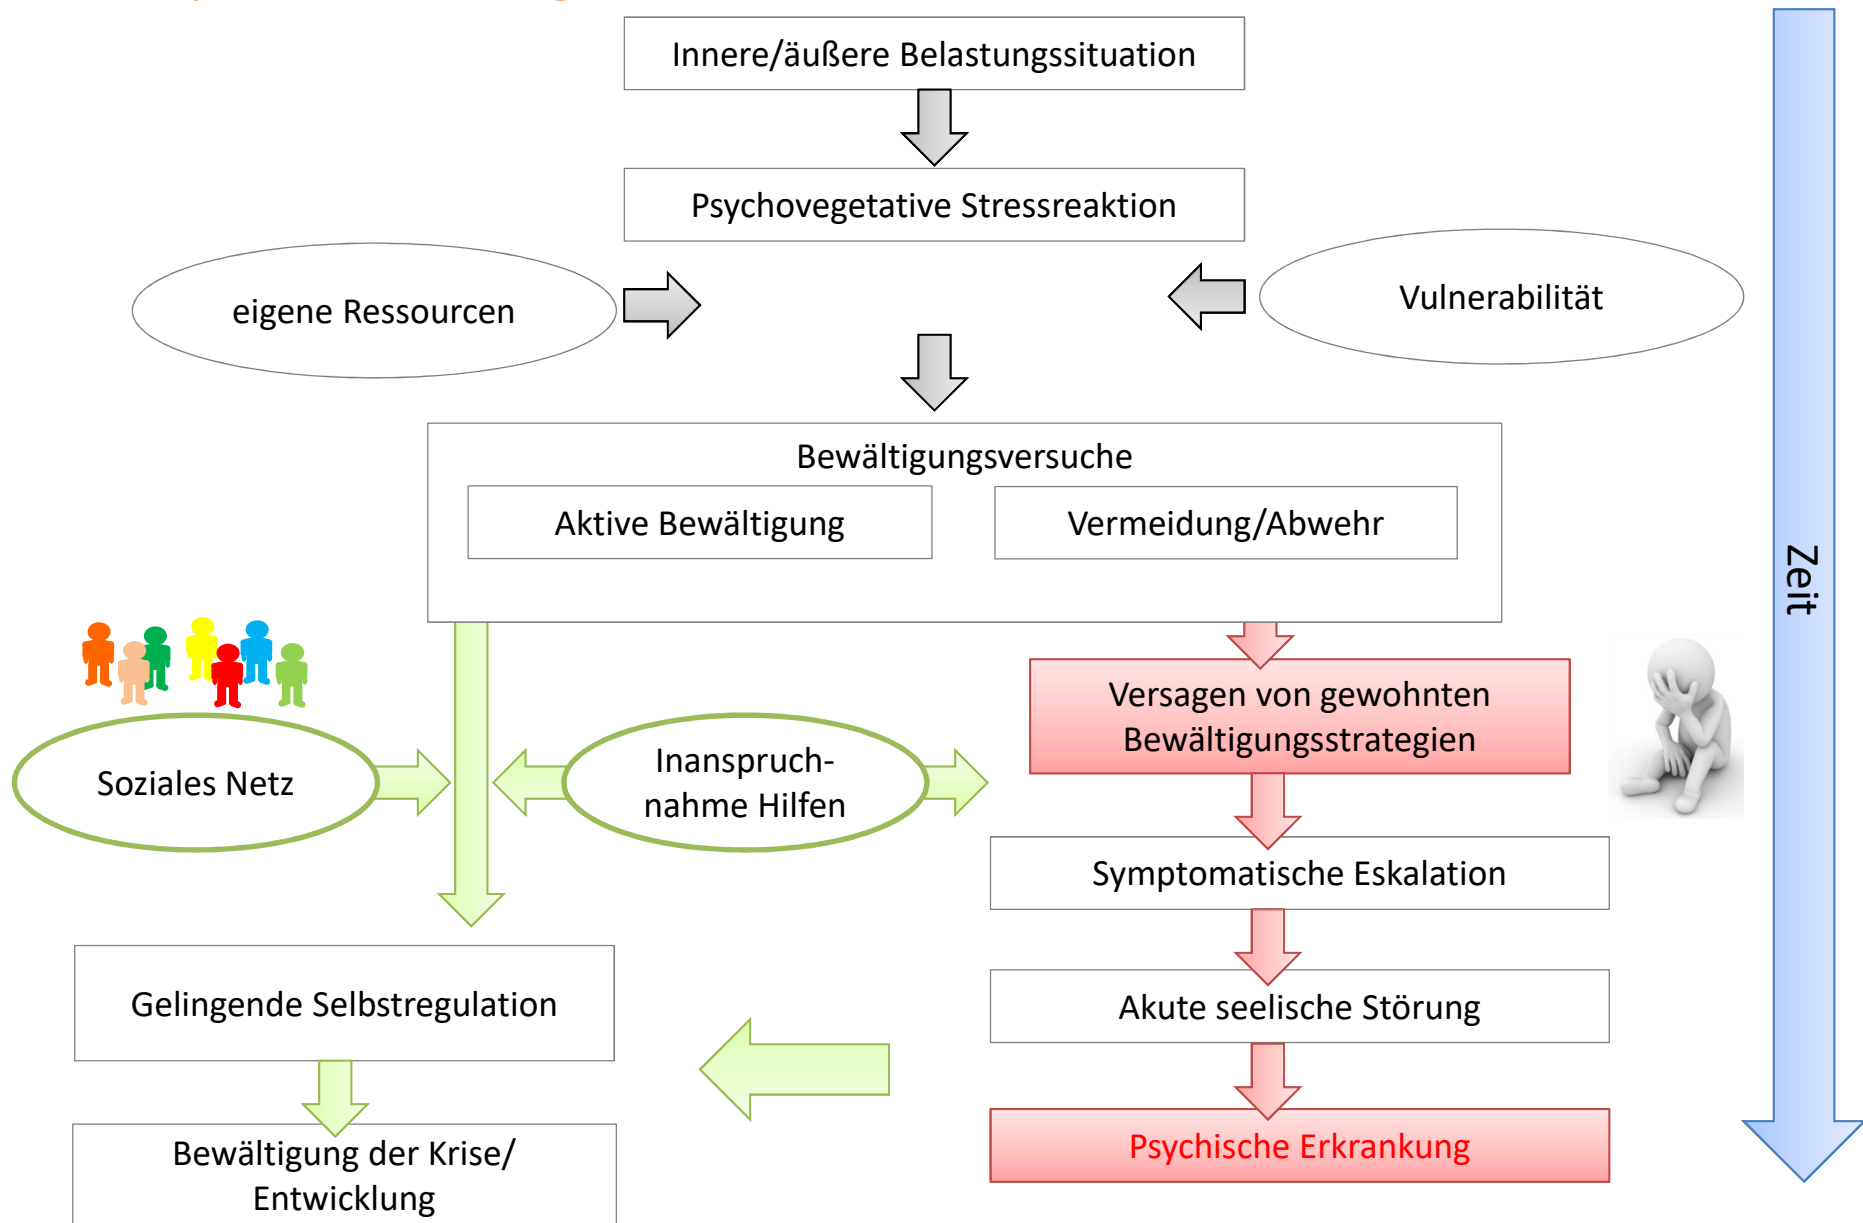 Innere/äußere Belastungssituation
Psychovegetative Stressreaktion
eigene Ressourcen
Vulnerabilität
Bewältigungsversuche
Aktive Bewältigung
Vermeidung/Abwehr
Zeit
Versagen von gewohnten
Bewältigungsstrategien
Soziales Netz
Inanspruch-
nahme Hilfen
Symptomatische Eskalation
Gelingende Selbstregulation
Akute seelische Störung
Bewältigung der Krise/
Entwicklung
Psychische Erkrankung